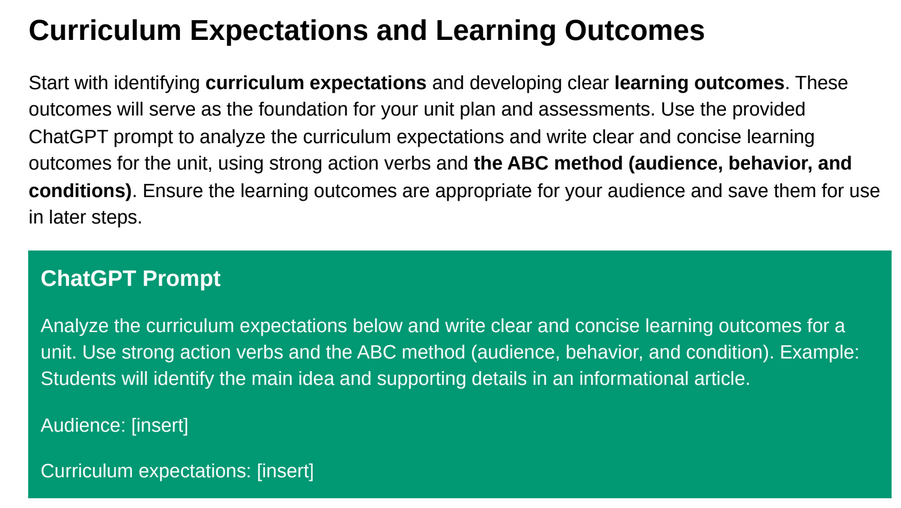 Curriculum Expectations and Learning Outcomes
Start with identifying curriculum expectations and developing clear learning outcomes. These
outcomes will serve as the foundation for your unit plan and assessments. Use the provided
ChatGPT prompt to analyze the curriculum expectations and write clear and concise learning
outcomes for the unit, using strong action verbs and the ABC method (audience, behavior, and
conditions). Ensure the learning outcomes are appropriate for your audience and save them for use
in later steps.
ChatGPT Prompt
Analyze the curriculum expectations below and write clear and concise learning outcomes for a
unit. Use strong action verbs and the ABC method (audience, behavior, and condition). Example:
Students will identify the main idea and supporting details in an informational article.
Audience: [insert]
Curriculum expectations: [insert]